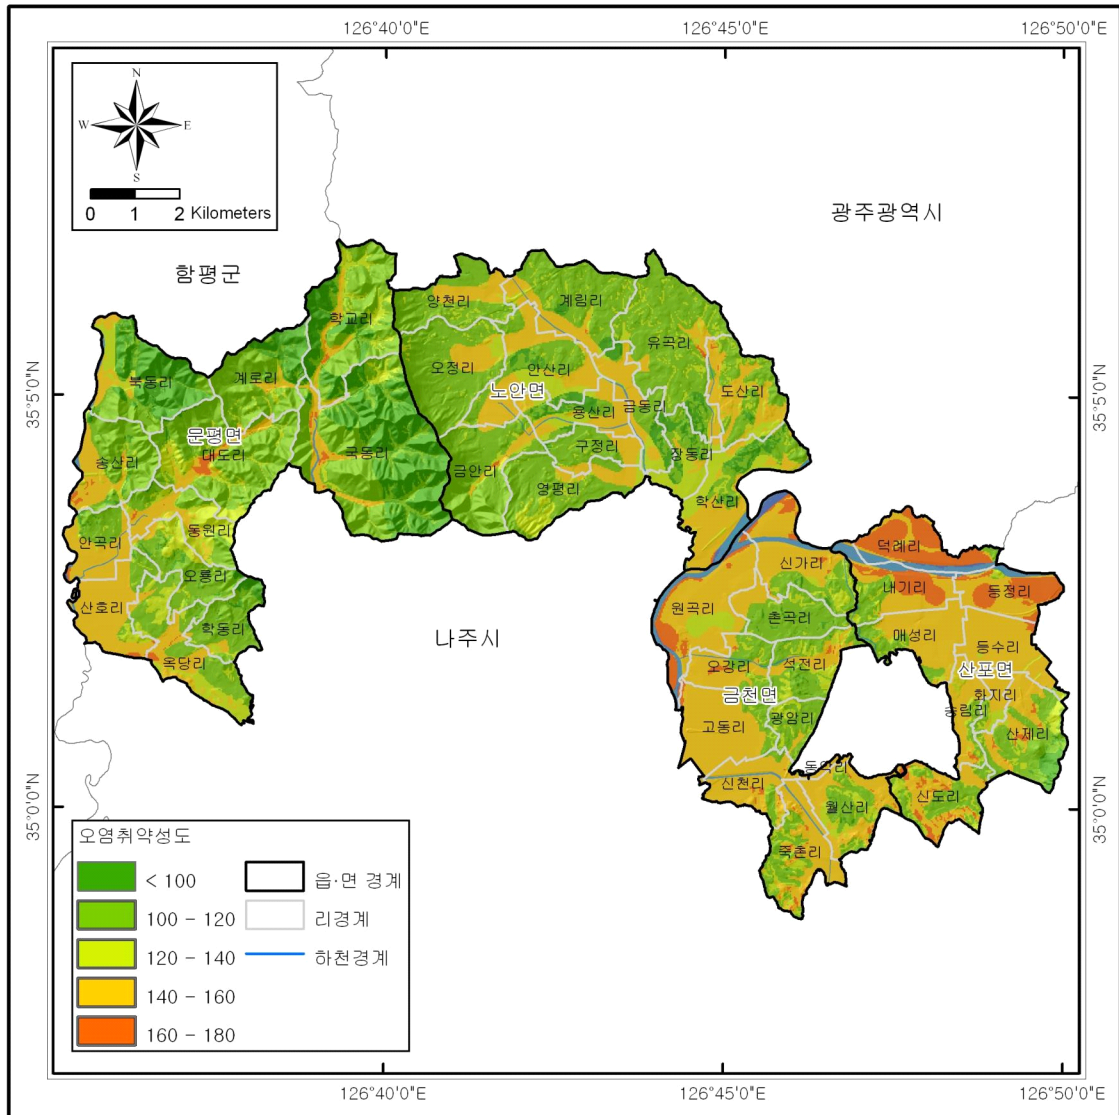 126°40'0"E
126°45'0"E
126°50'0"E
N
W
E
S
0 1 2 Kilometers
광주광역시
함평군
양천리
계림리
학교리
유곡리
35°5'0"N
35°5'0"N
북동리
계로리
오정리
안산리
도산리
노안면
용산리
금동리
문평면
대도리
국동리
구정리
장동리
송산리
금안리
영평리
학산리
동원리
안곡리
덕례리
신가리
오룡리
내기리
등정리
산호리
원곡리
촌곡리
학동리
나주시
매성리
등수리
옥당리
오강리
석전리
산포면
금천면
화지리
송림리
고동리
광암리
산제리
동악리
신천리
신도리
월산리
35°0'0"N
35°0'0"N
죽촌리
오염취약성도
< 100
읍·면 경계
100 - 120
리경계
120 - 140
하천경계
140 - 160
160 - 180
126°40'0"E
126°45'0"E
126°50'0"E